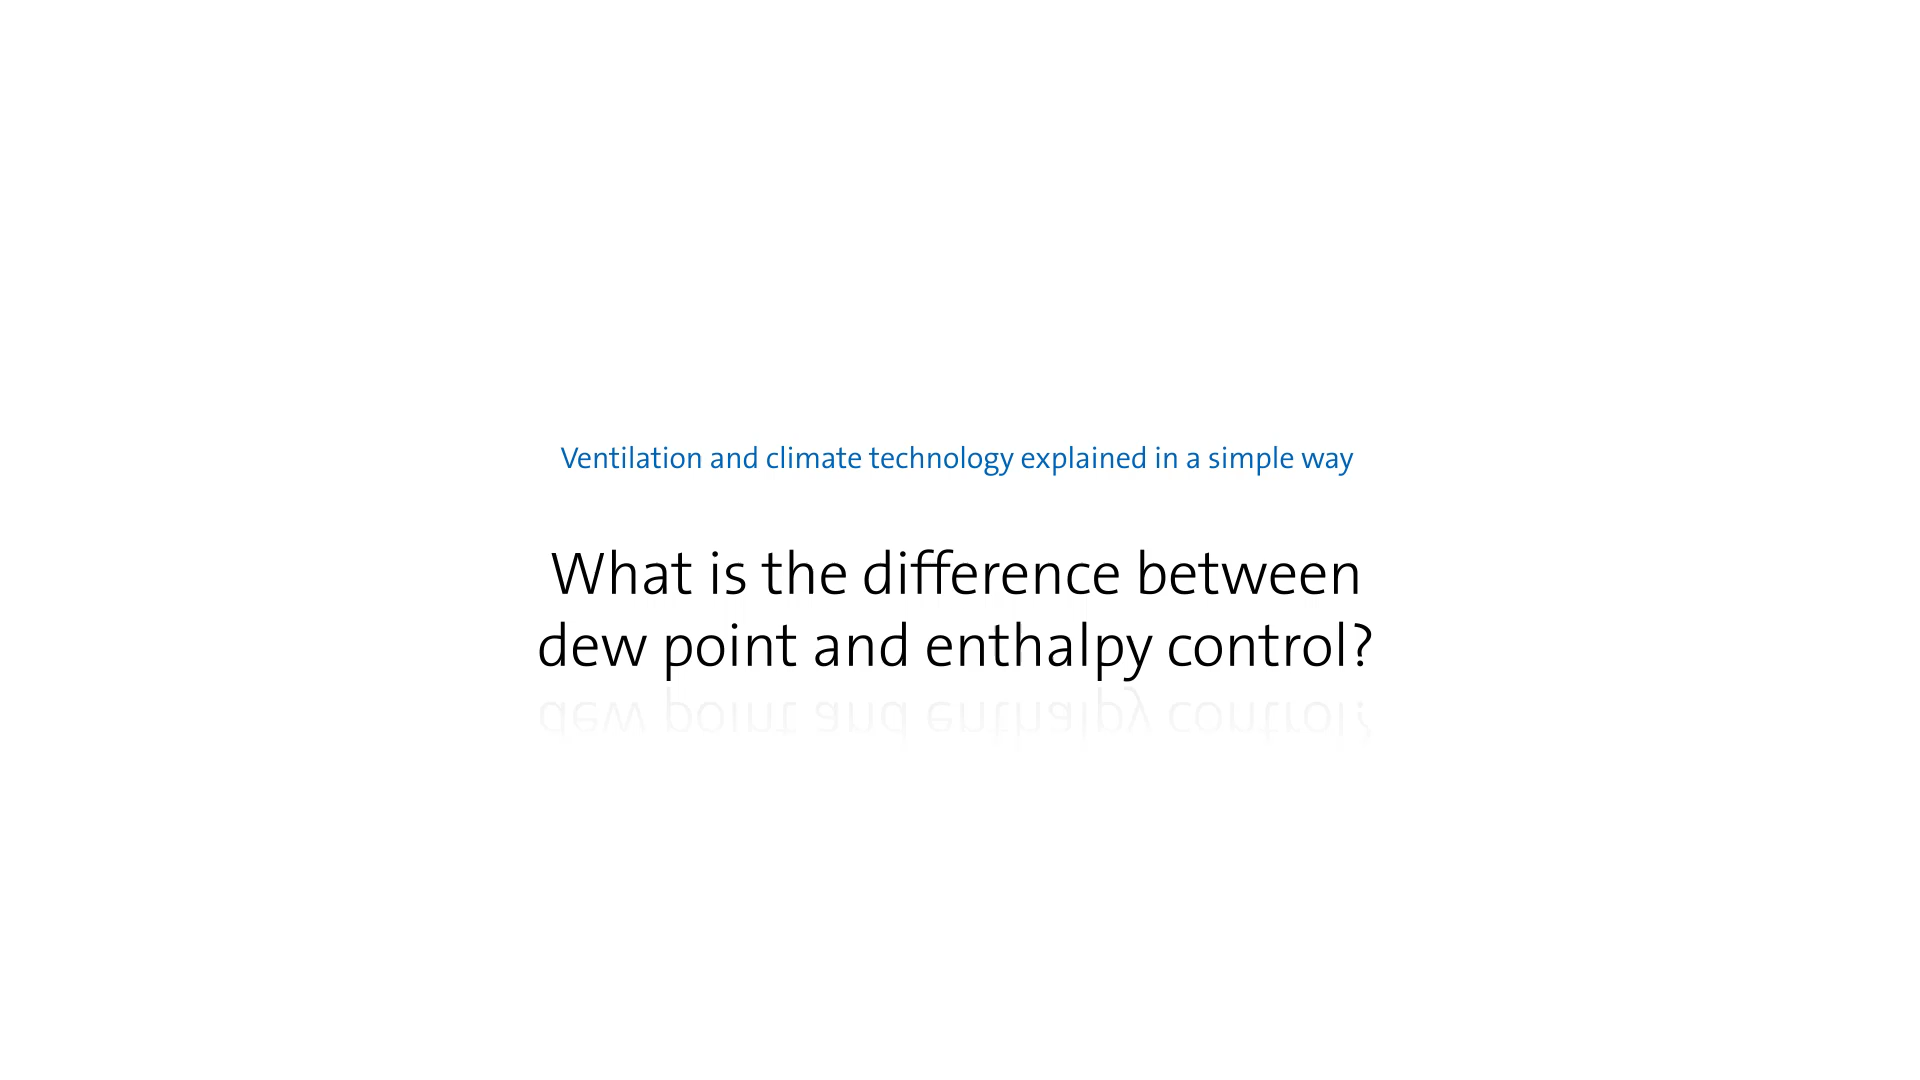 Ventilation and climate technology explained in a simple way
What is the difference between
dew point and enthalpy control?